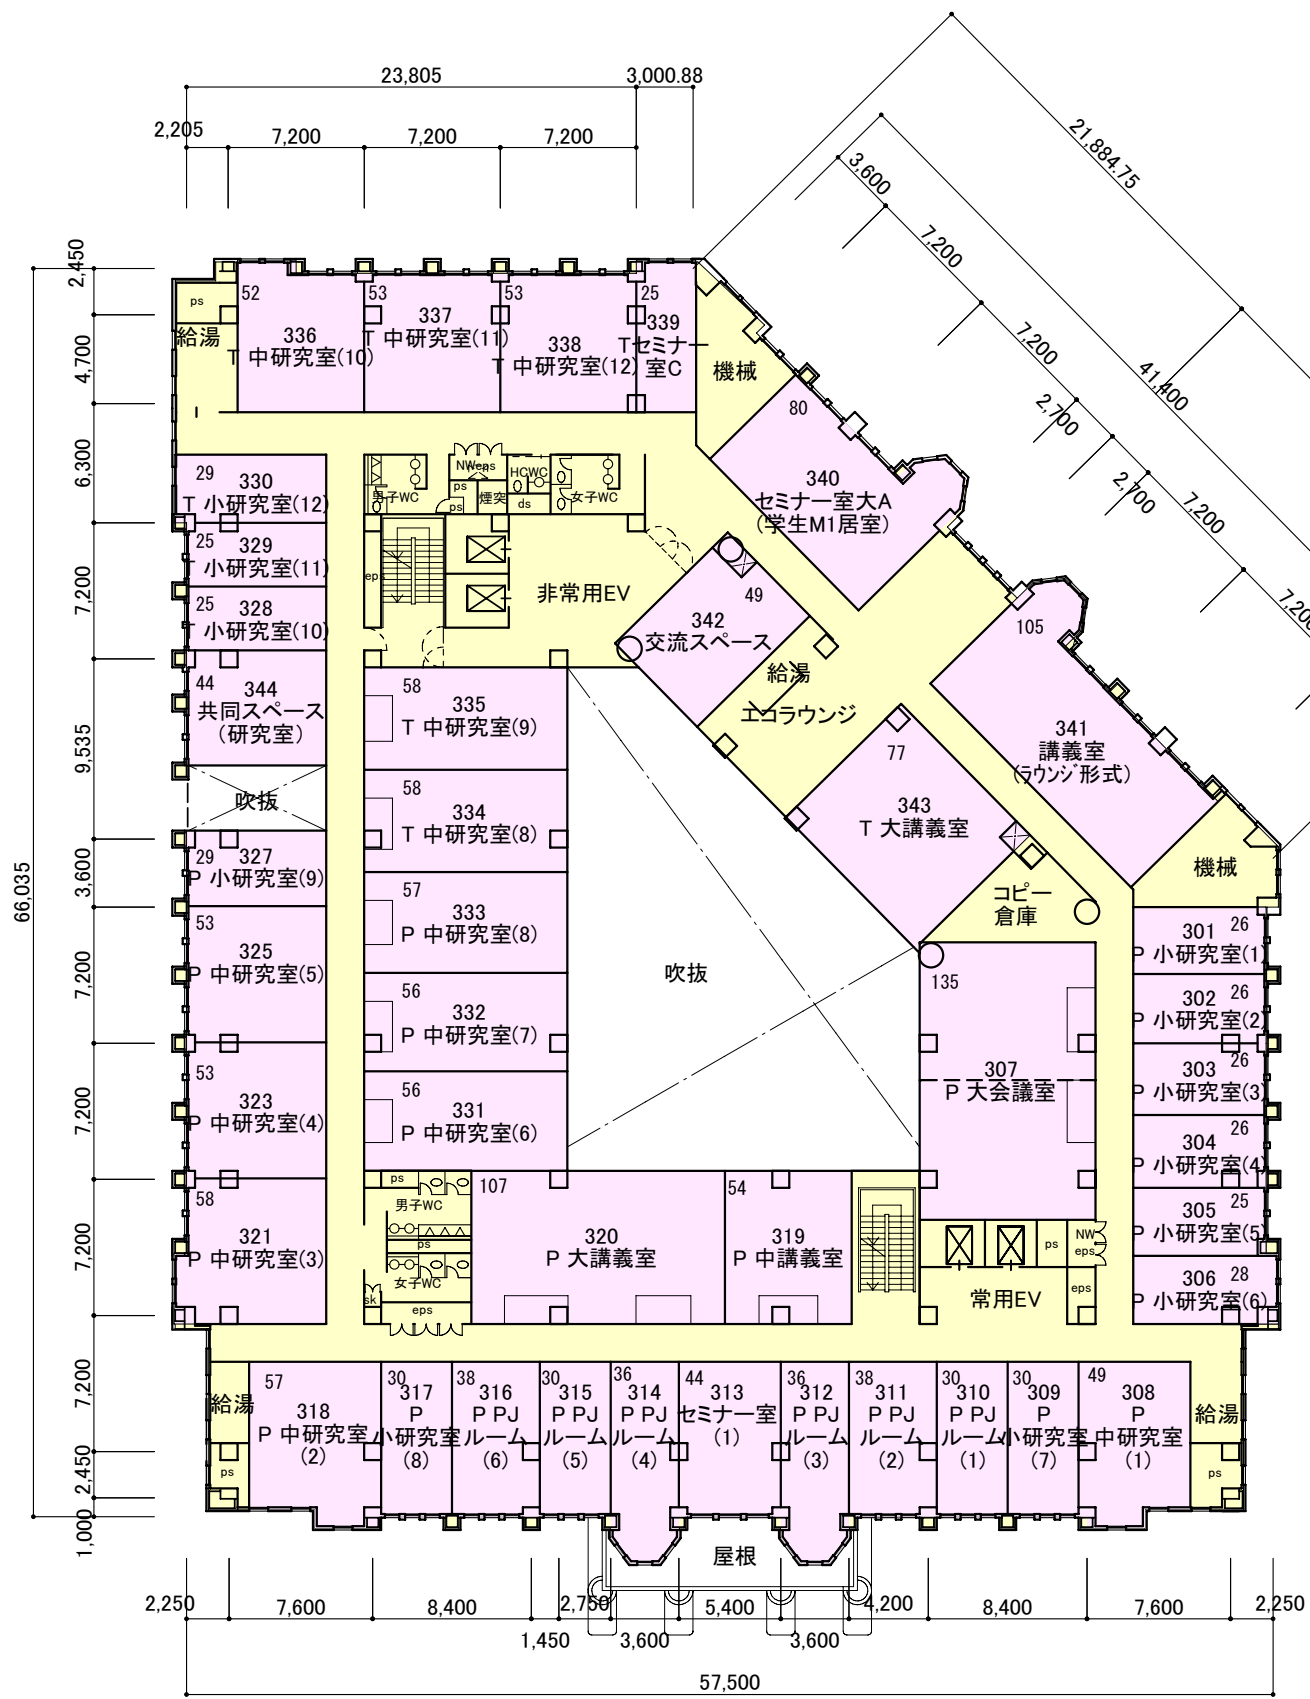 23,805
3,000.88
2,205
7,200
7,200
7,200
21,884.75
3,600
7,200
7,200
41,400
2,700
2,700
7,200
7,200
2,450
4,700
6,300
7,200
9,535
66,035
3,600
7,200
7,200
7,200
7,200
2,450
1,000
ps
給湯
52
336
T 中研究室(10)
53
337
T 中研究室(11)
53
338
T 中研究室(12)
25
339
Tセミナー
室C
機械
80
340
セミナー室大A
(学生M1居室)
29
330
T 小研究室(12)
25
329
T 小研究室(11)
25
328
T 小研究室(10)
44
344
共同スペース
(研究室)
吹抜
男子WC
NW
eps
ps
ps
煙突
HCWC
ds
女子WC
eps
非常用EV
49
342
交流スペース
給湯
エコラウンジ
105
341
講義室
(ラウンジ形式)
77
343
T 大講義室
機械
コピー
倉庫
58
335
T 中研究室(9)
58
334
T 中研究室(8)
57
333
P 中研究室(8)
56
332
P 中研究室(7)
56
331
P 中研究室(6)
吹抜
29
327
P 小研究室(9)
53
325
P 中研究室(5)
53
323
P 中研究室(4)
58
321
P 中研究室(3)
135
307
P 大会議室
301
26
P 小研究室(1)
302
26
P 小研究室(2)
303
26
P 小研究室(3)
304
26
P 小研究室(4)
305
25
P 小研究室(5)
306
28
P 小研究室(6)
ps
男子WC
ps
女子WC
sk
eps
107
320
P 大講義室
54
319
P 中講義室
ps
NW
eps
eps
常用EV
給湯
ps
57
318
P 中研究室
(2)
30
317
P
小研究室
(8)
38
316
P PJ
ルーム
(6)
30
315
P PJ
ルーム
(5)
36
314
P PJ
ルーム
(4)
44
313
セミナー室
(1)
36
312
P PJ
ルーム
(3)
38
311
P PJ
ルーム
(2)
30
310
P PJ
ルーム
(1)
30
309
P
小研究室
(7)
49
308
P
中研究室
(1)
給湯
ps
屋根
2,250
7,600
8,400
1,450
2,750
3,600
5,400
3,600
4,200
8,400
7,600
2,250
57,500